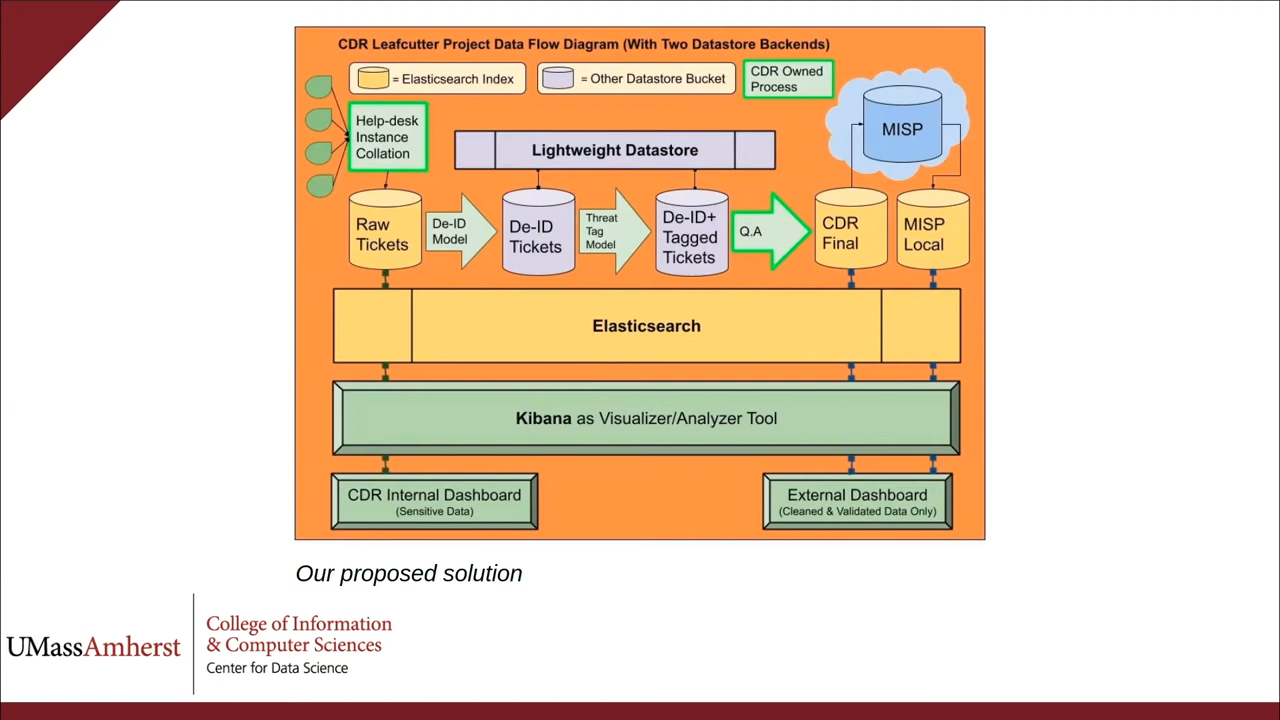 CDR Leafcutter Project Data Flow Diagram (With Two Datastore Backends)
= Elasticsearch Index
= Other Datastore Bucket
CDR Owned
Process
Help-desk
Instance
Collation
Lightweight Datastore
MISP
Raw
Tickets
De-ID
Model
De-ID
Tickets
Threat
Tag
Model
De-ID+
Tagged
Tickets
Q.A
CDR
Final
MISP
Local
Elasticsearch
Kibana as Visualizer/Analyzer Tool
CDR Internal Dashboard
(Sensitive Data)
External Dashboard
(Cleaned & Validated Data Only)
Our proposed solution
UMassAmherst
College of Information
& Computer Sciences
Center for Data Science